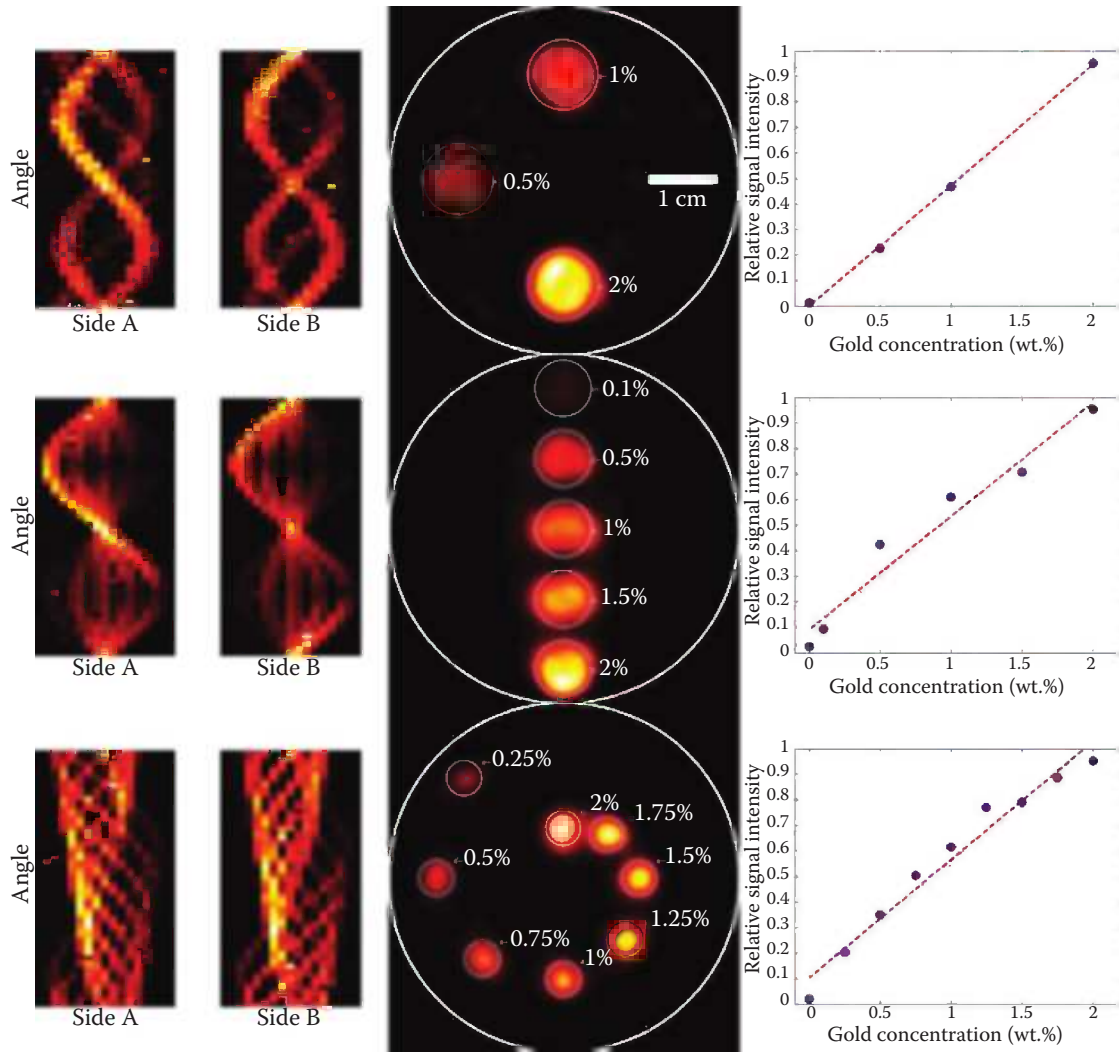 Angle
Side A
Side B
1%
0.5%
1 cm
2%
Relative signal intensity
1
0.9
0.8
0.7
0.6
0.5
0.4
0.3
0.2
0.1
0
0 0.5 1 1.5 2
Gold concentration (wt.%)
Angle
Side A
Side B
0.1%
0.5%
1%
1.5%
2%
Relative signal intensity
1
0.9
0.8
0.7
0.6
0.5
0.4
0.3
0.2
0.1
0
0 0.5 1 1.5 2
Gold concentration (wt.%)
Angle
Side A
Side B
0.25%
2%
1.75%
0.5%
1.5%
1.25%
0.75%
1%
Relative signal intensity
1
0.9
0.8
0.7
0.6
0.5
0.4
0.3
0.2
0.1
0
0 0.5 1 1.5 2
Gold concentration (wt.%)